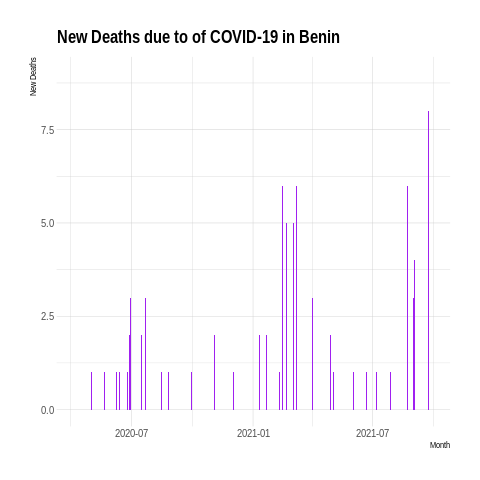 New Deaths due to of COVID-19 in Benin
New Deaths
7.5
5.0
2.5
0.0
2020-07
2021-01
2021-07
Month